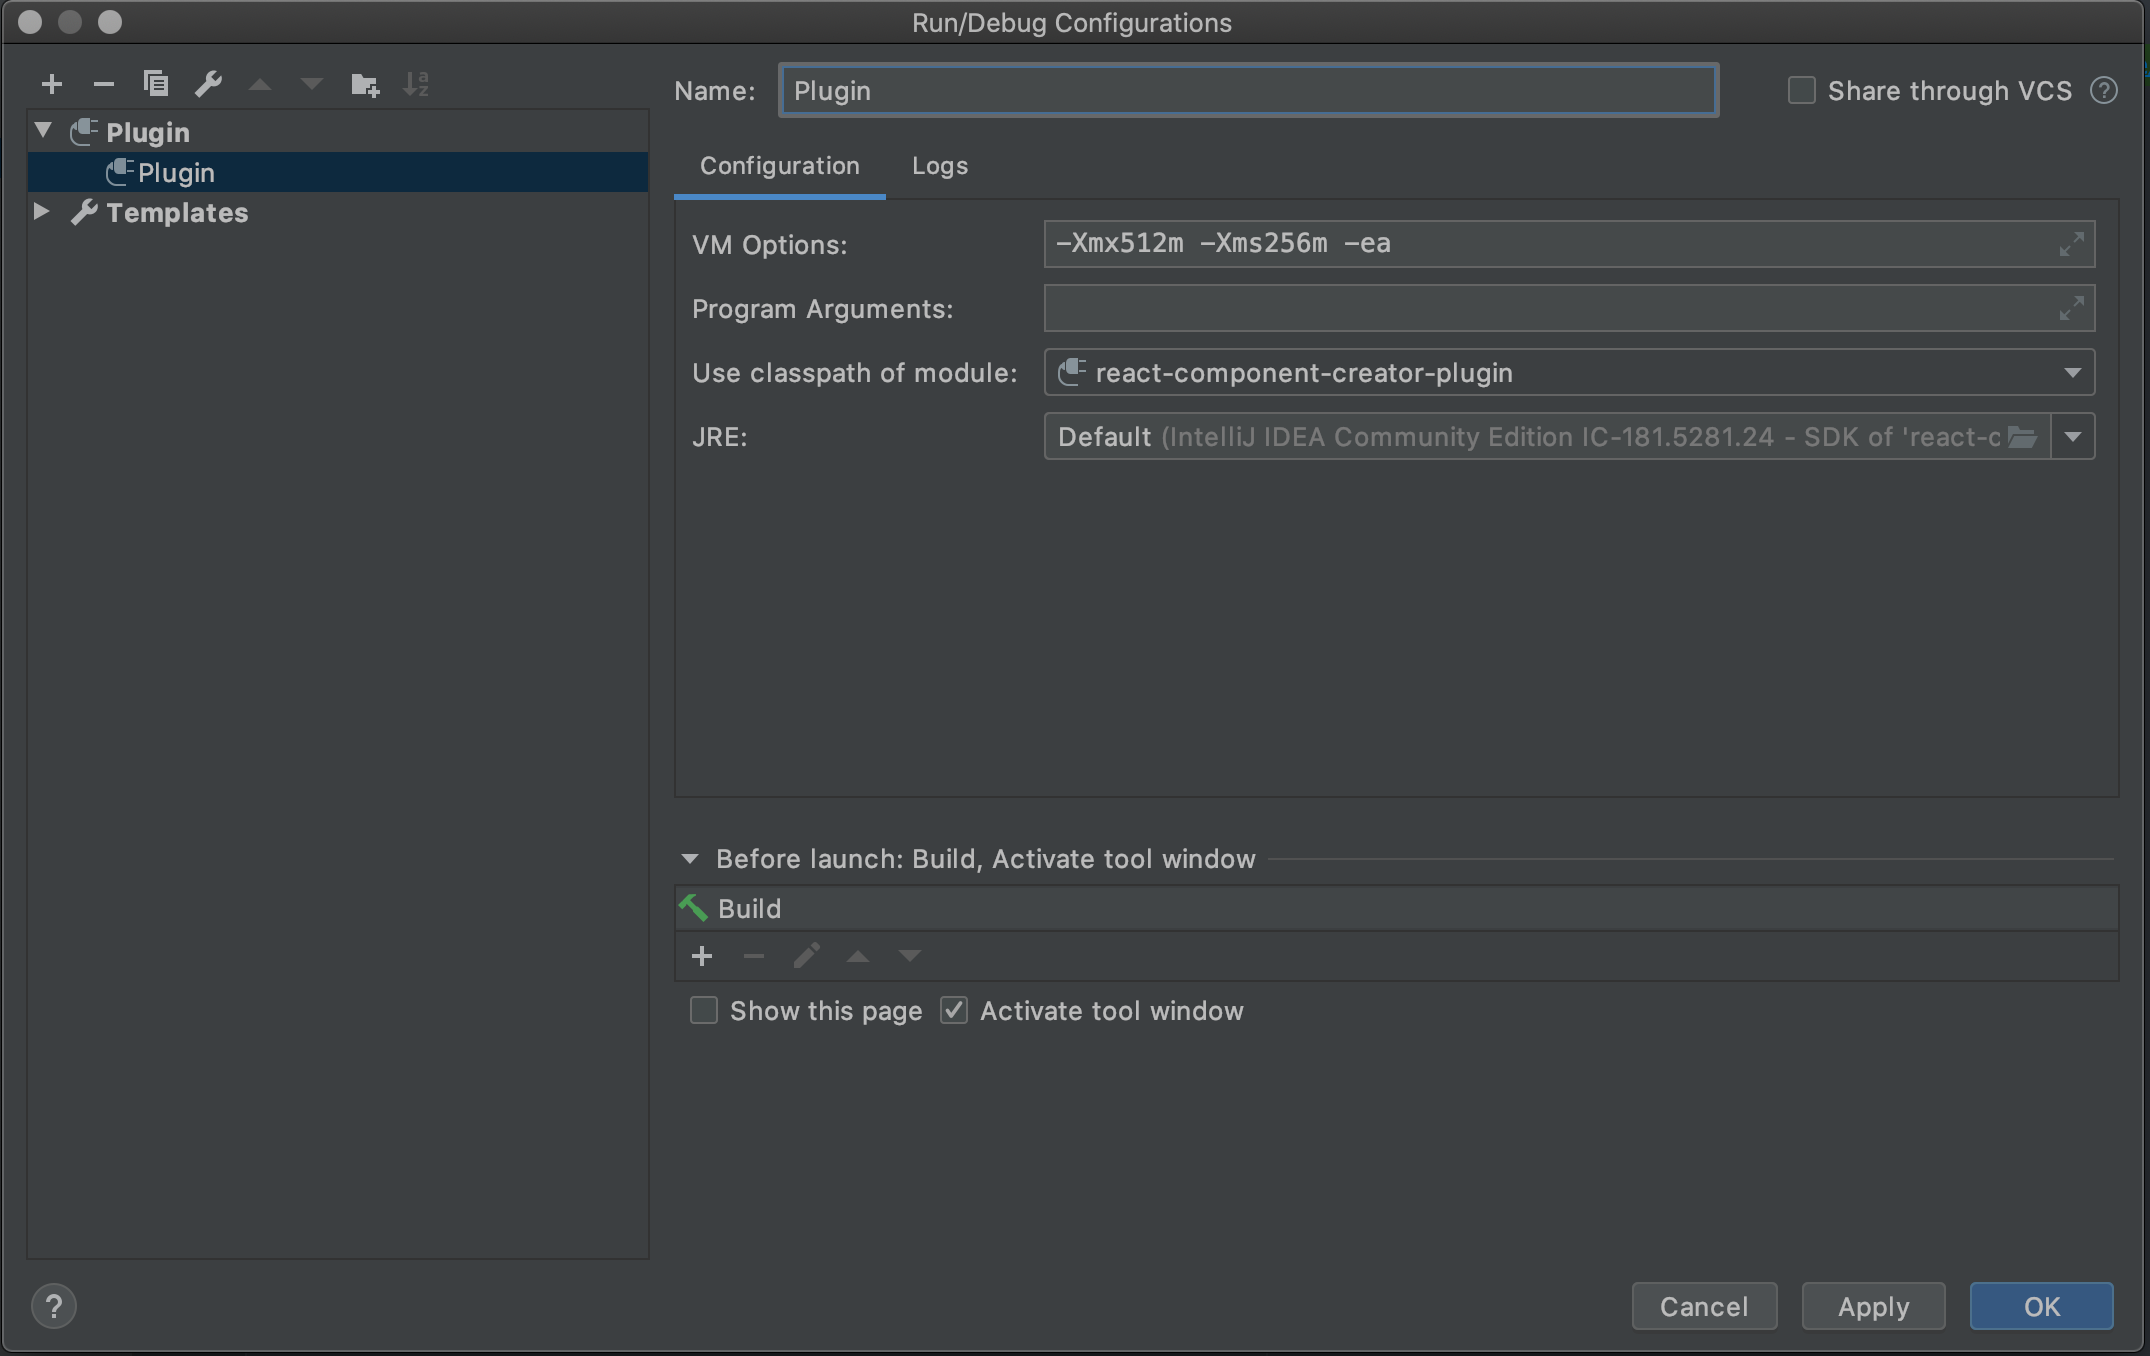 Run/Debug Configurations
Name: Plugin
Share through VCS ?
Plugin
Plugin
Templates
Configuration Logs
VM Options: -Xmx512m -Xms256m -ea
Program Arguments:
Use classpath of module: react-component-creator-plugin
JRE: Default (IntelliJ IDEA Community Edition IC-181.5281.24 - SDK of 'react-c
Before launch: Build, Activate tool window
Build
Show this page Activate tool window
? Cancel Apply OK